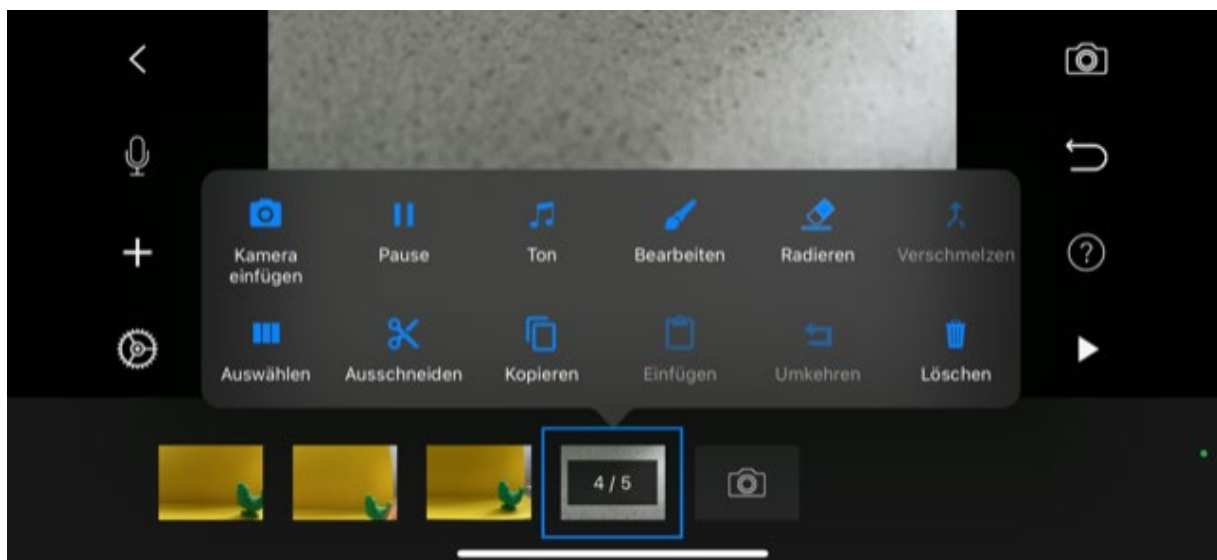 Kamera
einfügen
Pause
Ton
Bearbeiten
Radieren
Verschmelzen
?
Auswählen
Ausschneiden
Kopieren
Einfügen
Umkehren
Löschen
4 / 5